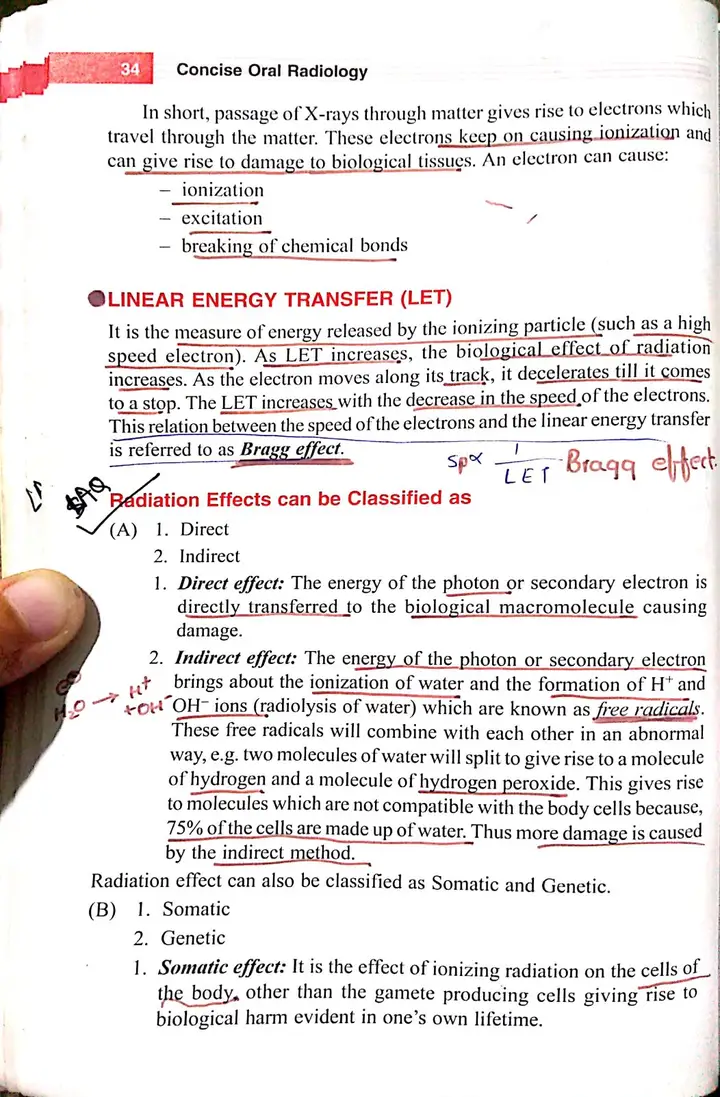 34 Concise Oral Radiology
In short, passage of X-rays through matter gives rise to electrons which
travel through the matter. These electrons keep on causing ionization and
can give rise to damage to biological tissues. An electron can cause:
– ionization
– excitation
– breaking of chemical bonds
LINEAR ENERGY TRANSFER (LET)
It is the measure of energy released by the ionizing particle (such as a high
speed electron). As LET increases, the biological effect of radiation
increases. As the electron moves along its track, it decelerates till it comes
to a stop. The LET increases with the decrease in the speed of the electrons.
This relation between the speed of the electrons and the linear energy transfer
is referred to as Bragg effect.
Sp ∝ 1/LET Bragg effect.
SAQ
Radiation Effects can be Classified as
(A) 1. Direct
2. Indirect
1. Direct effect: The energy of the photon or secondary electron is
directly transferred to the biological macromolecule causing
damage.
2. Indirect effect: The energy of the photon or secondary electron
brings about the ionization of water and the formation of H⁺ and
H₂O → H⁺ + OH⁻
OH⁻ ions (radiolysis of water) which are known as free radicals.
These free radicals will combine with each other in an abnormal
way, e.g. two molecules of water will split to give rise to a molecule
of hydrogen and a molecule of hydrogen peroxide. This gives rise
to molecules which are not compatible with the body cells because,
75% of the cells are made up of water. Thus more damage is caused
by the indirect method.
Radiation effect can also be classified as Somatic and Genetic.
(B) 1. Somatic
2. Genetic
1. Somatic effect: It is the effect of ionizing radiation on the cells of
the body, other than the gamete producing cells giving rise to
biological harm evident in one's own lifetime.